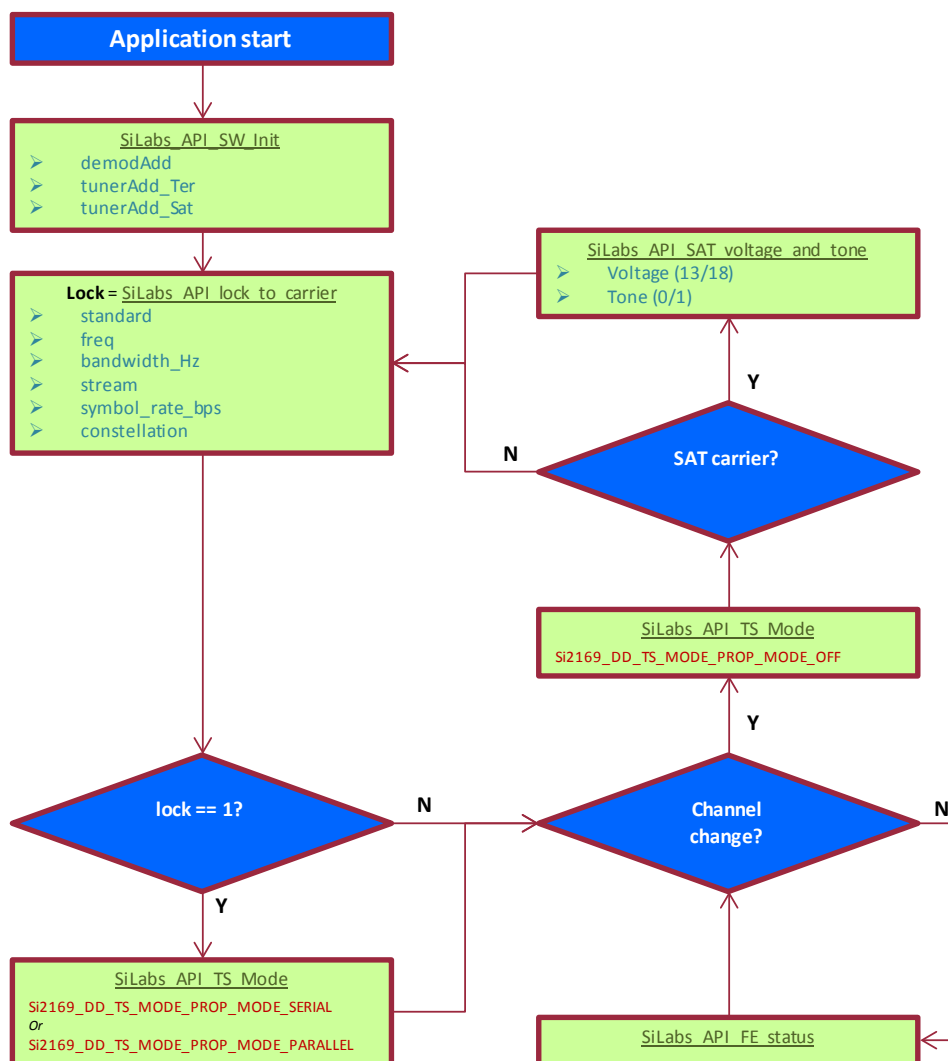 Application start
SiLabs_API_SW_Init
➢ demodAdd
➢ tunerAdd_Ter
➢ tunerAdd_Sat
SiLabs_API_SAT_voltage_and_tone
➢ Voltage (13/18)
➢ Tone (0/1)
Lock = SiLabs_API_lock_to_carrier
➢ standard
➢ freq
➢ bandwidth_Hz
➢ stream
➢ symbol_rate_bps
➢ constellation
Y
N
SAT carrier?
SiLabs_API_TS_Mode
Si2169_DD_TS_MODE_PROP_MODE_OFF
Y
lock == 1?
N
Channel
change?
N
Y
SiLabs_API_TS_Mode
Si2169_DD_TS_MODE_PROP_MODE_SERIAL
Or
Si2169_DD_TS_MODE_PROP_MODE_PARALLEL
SiLabs_API_FE_status